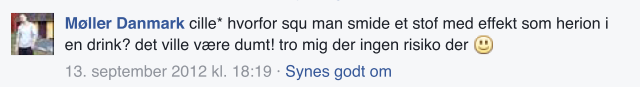 Møller Danmark cille* hvorfor squ man smide et stof med effekt som herion i
en drink? det ville være dumt! tro mig der ingen risiko der
13. september 2012 kl. 18:19 · Synes godt om